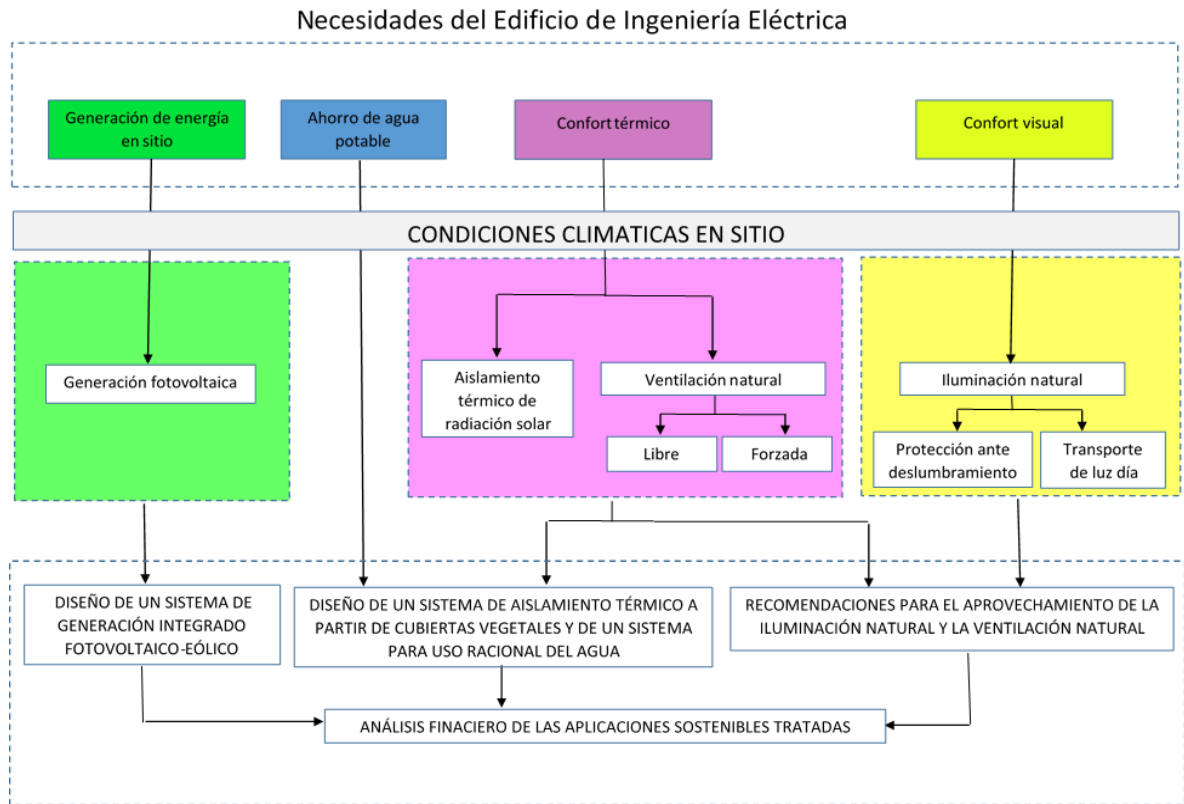 Necesidades del Edificio de Ingeniería Eléctrica
Generación de energía
en sitio
Ahorro de agua
potable
Confort térmico
Confort visual
CONDICIONES CLIMATICAS EN SITIO
Generación fotovoltaica
Aislamiento
térmico de
radiación solar
Ventilación natural
Libre
Forzada
Iluminación natural
Protección ante
deslumbramiento
Transporte
de luz día
DISEÑO DE UN SISTEMA DE
GENERACIÓN INTEGRADO
FOTOVOLTAICO-EÓLICO
DISEÑO DE UN SISTEMA DE AISLAMIENTO TÉRMICO A
PARTIR DE CUBIERTAS VEGETALES Y DE UN SISTEMA
PARA USO RACIONAL DEL AGUA
RECOMENDACIONES PARA EL APROVECHAMIENTO DE LA
ILUMINACIÓN NATURAL Y LA VENTILACIÓN NATURAL
ANÁLISIS FINACIERO DE LAS APLICACIONES SOSTENIBLES TRATADAS